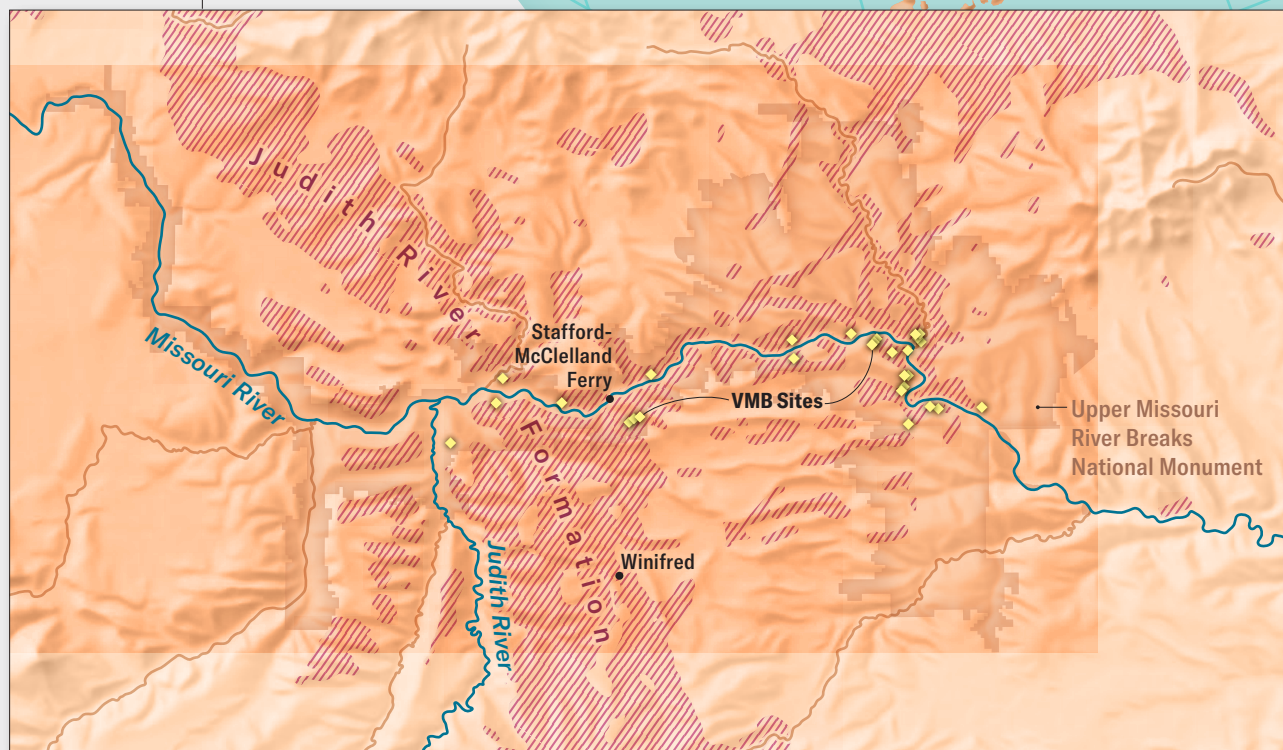 Judith River
Formation
Missouri River
Stafford-
McClelland
Ferry
VMB Sites
Upper Missouri
River Breaks
National Monument
Winifred
Judith River